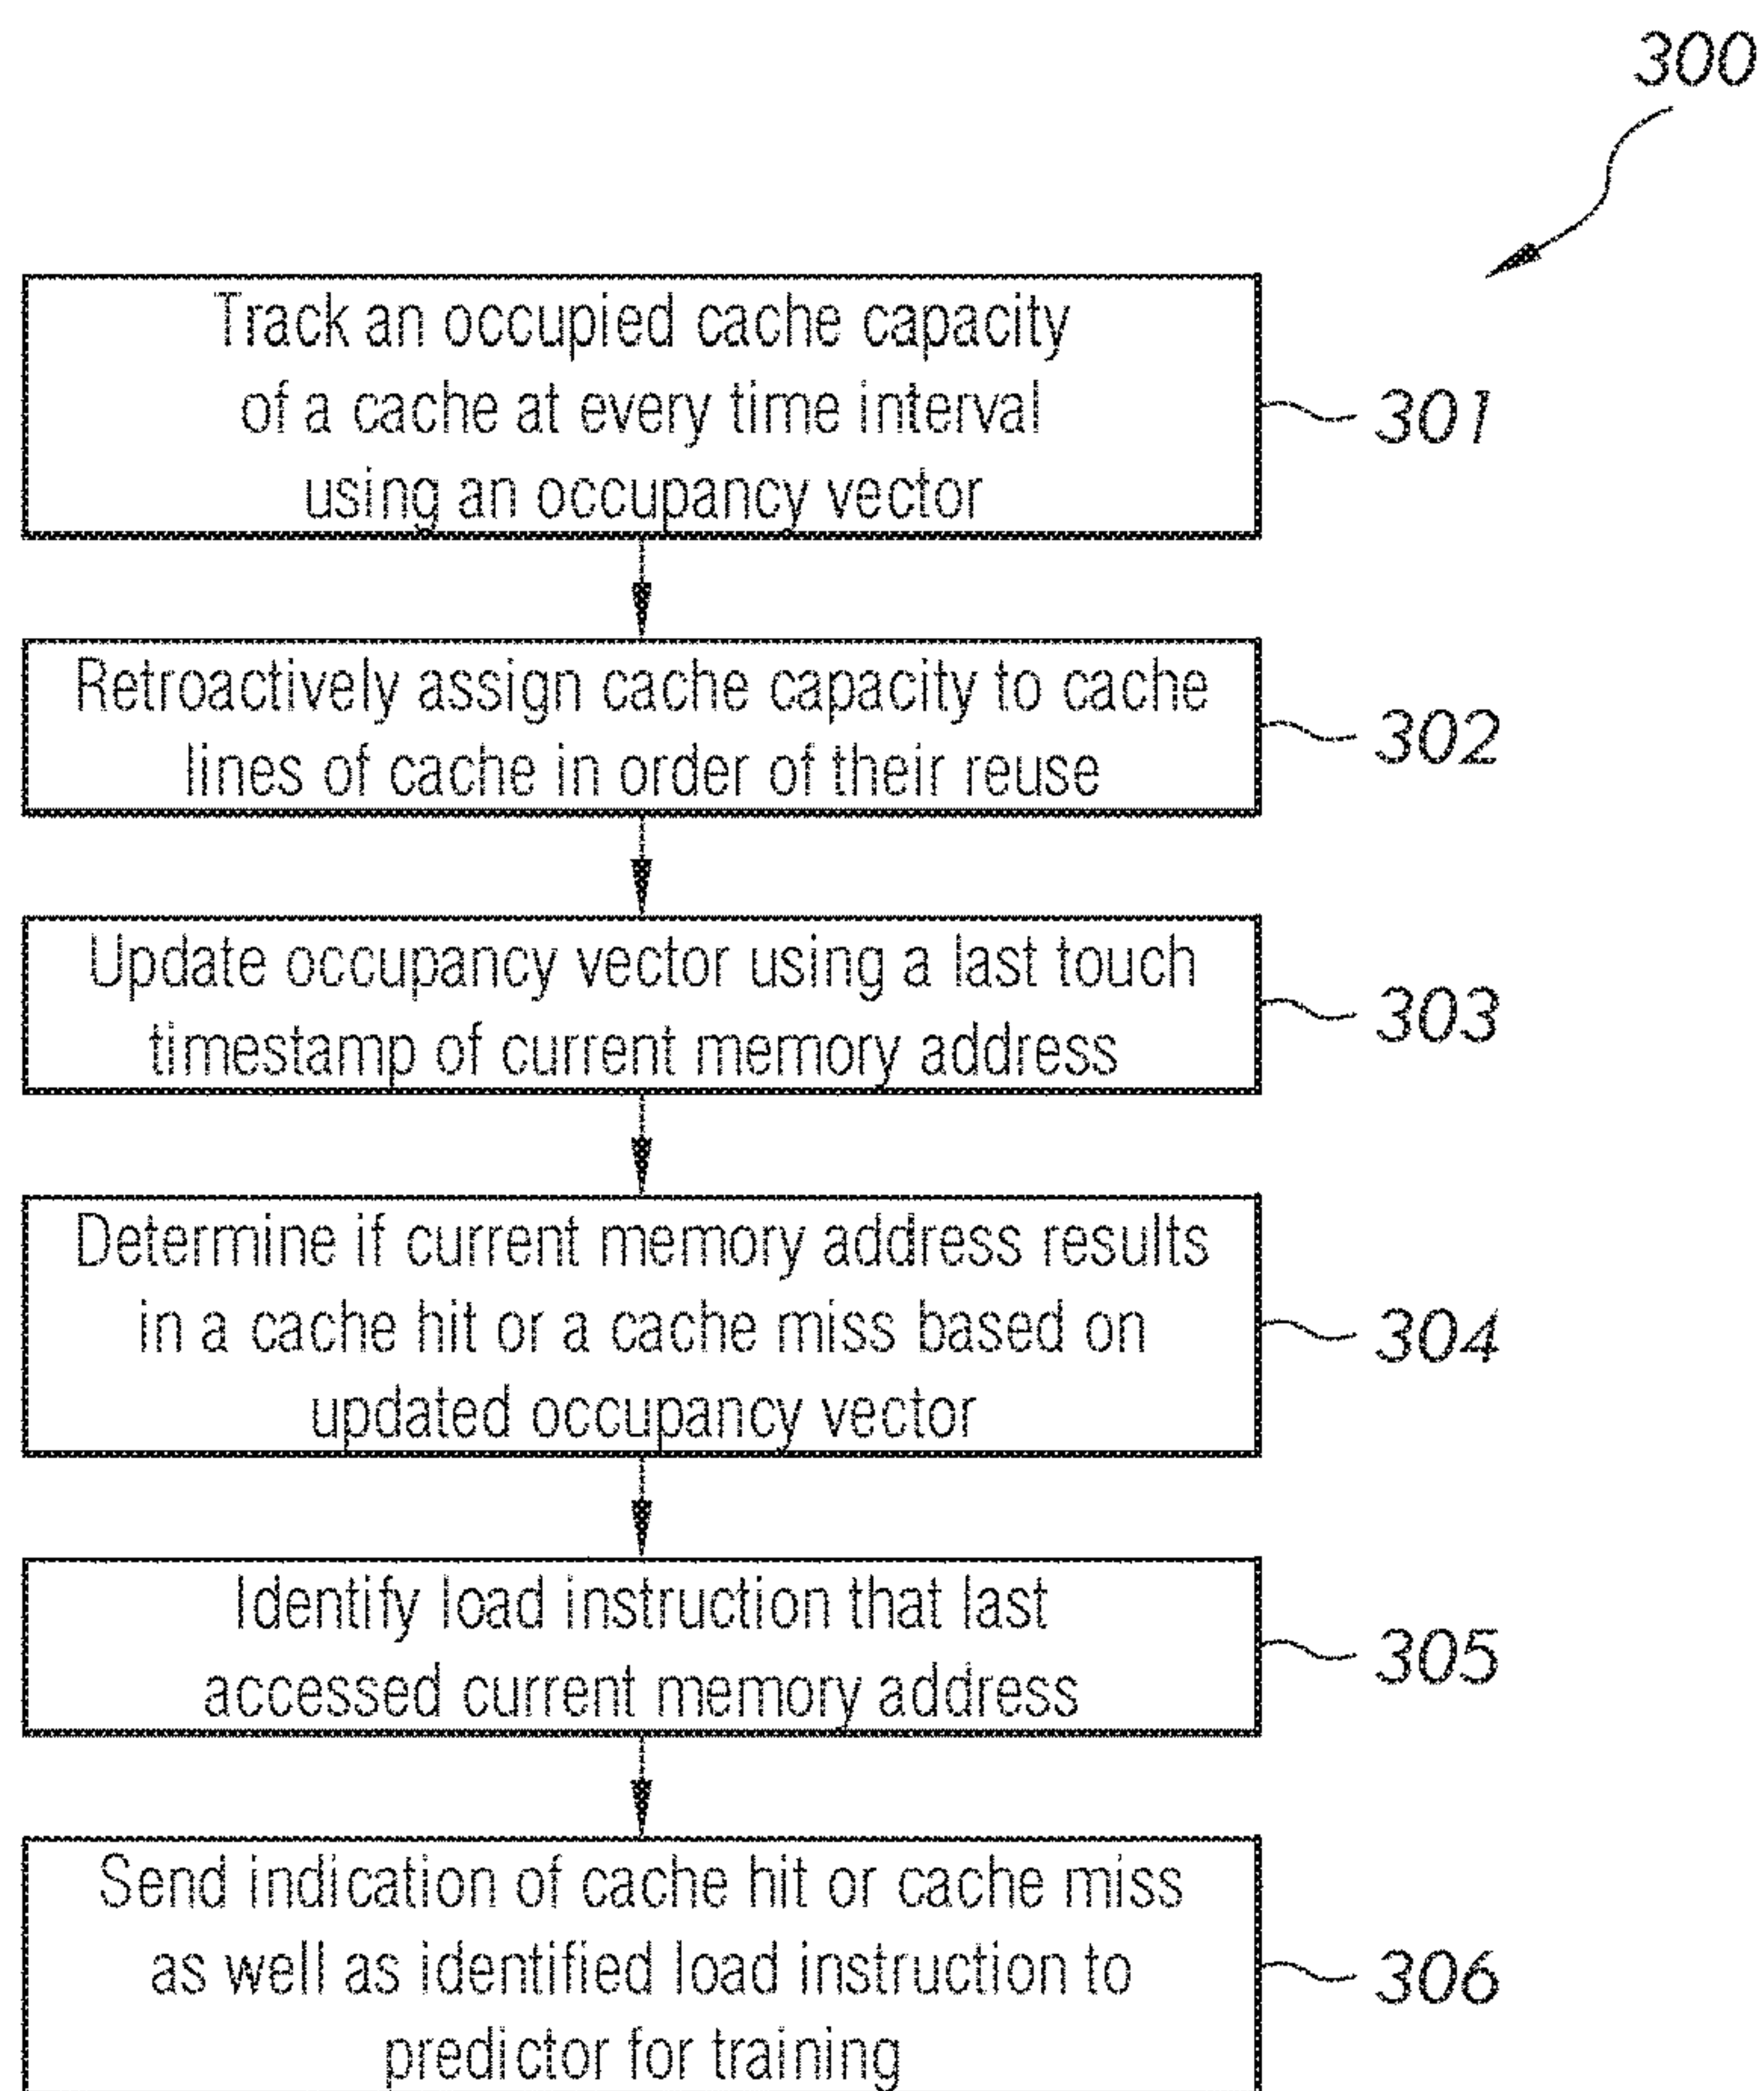 300
Track an occupied cache capacity
of a cache at every time interval
using an occupancy vector
301
Retroactively assign cache capacity to cache
lines of cache in order of their reuse
302
Update occupancy vector using a last touch
timestamp of current memory address
303
Determine if current memory address results
in a cache hit or a cache miss based on
updated occupancy vector
304
Identify load instruction that last
accessed current memory address
305
Send indication of cache hit or cache miss
as well as identified load instruction to
predictor for training
306